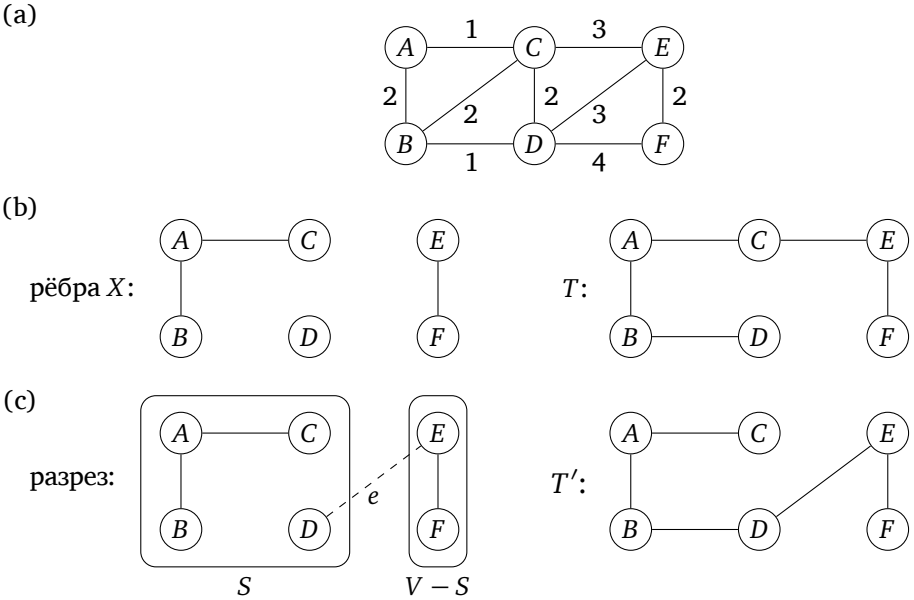 (a)
1 3
A C E
2 2 2 3 2
B D F
1 4
(b)
A C E A C E
рёбра X: T:
B D F B D F
(c)
A C E A C E
разрез: e T′:
B D F B D F
S V − S